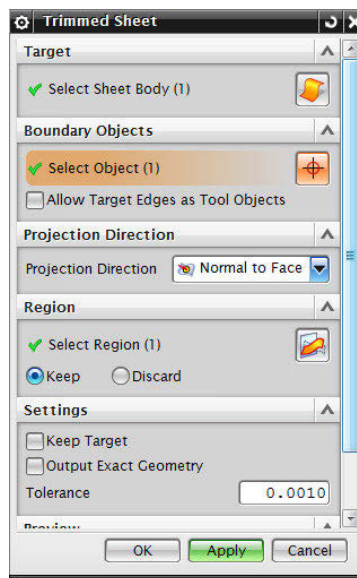 Trimmed Sheet
Target
Select Sheet Body (1)
Boundary Objects
Select Object (1)
Allow Target Edges as Tool Objects
Projection Direction
Projection Direction Normal to Face
Region
Select Region (1)
Keep Discard
Settings
Keep Target
Output Exact Geometry
Tolerance 0.0010
Preview
OK Apply Cancel